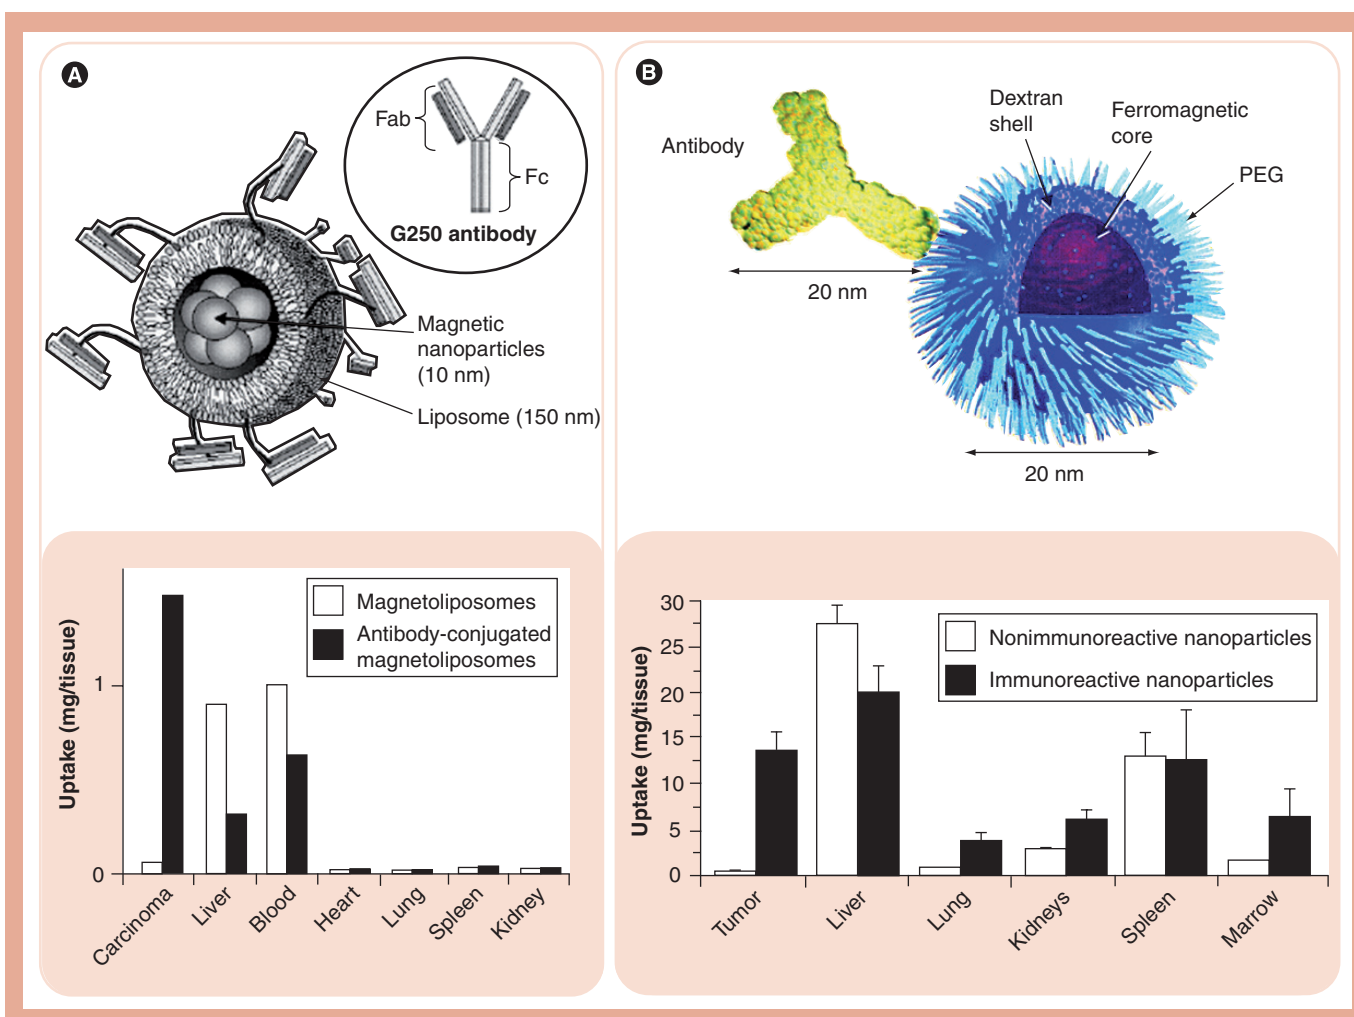 A
Fab
Fc
G250 antibody
Magnetic
nanoparticles
(10 nm)
Liposome (150 nm)
Uptake (mg/tissue)
1
0
Magnetoliposomes
Antibody-conjugated
magnetoliposomes
Carcinoma
Liver
Blood
Heart
Lung
Spleen
Kidney
B
Antibody
Dextran
shell
Ferromagnetic
core
PEG
20 nm
20 nm
Uptake (mg/tissue)
30
25
20
15
10
5
0
Nonimmunoreactive nanoparticles
Immunoreactive nanoparticles
Tumor
Liver
Lung
Kidneys
Spleen
Marrow